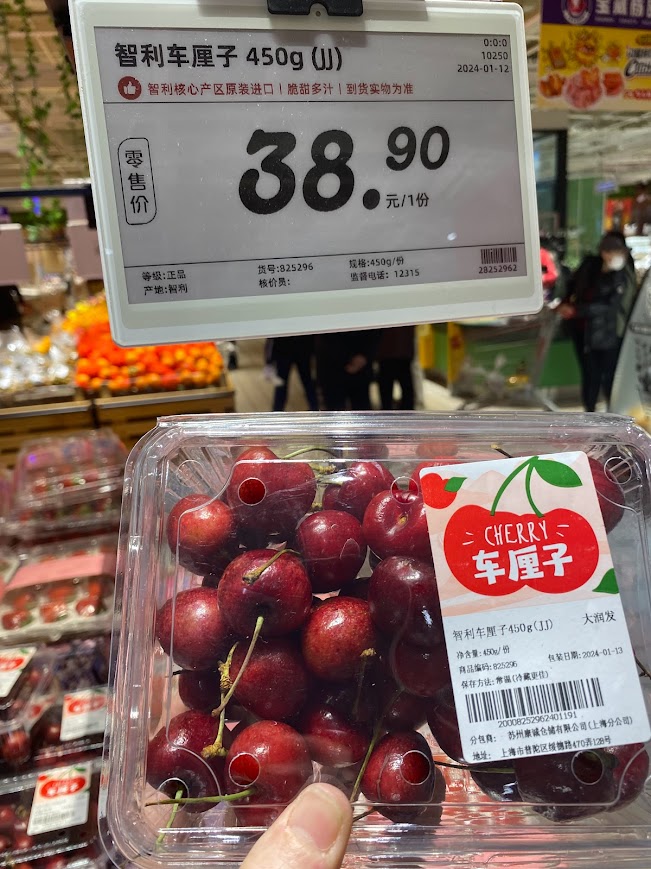 智利车厘子 450g (JJ)
0:0:0
10250
2024-01-12
智利核心产区原装进口 | 脆甜多汁 | 到货实物为准
零售价
38.90
元/1份
等级:正品
货号:825296
规格:450g/份
产地:智利
核价员:
监督电话: 12315
28252962
CHERRY
车厘子
智利车厘子450g(JJ)
大润发
净含量:450g/份
商品编码:825296
包装日期:2024-01-13
保存方法:常温(冷藏更佳)
20008252962401191
分包商: 苏州康诚仓储有限公司(上海分公司)
地址: 上海市普陀区绥德路470弄12B号